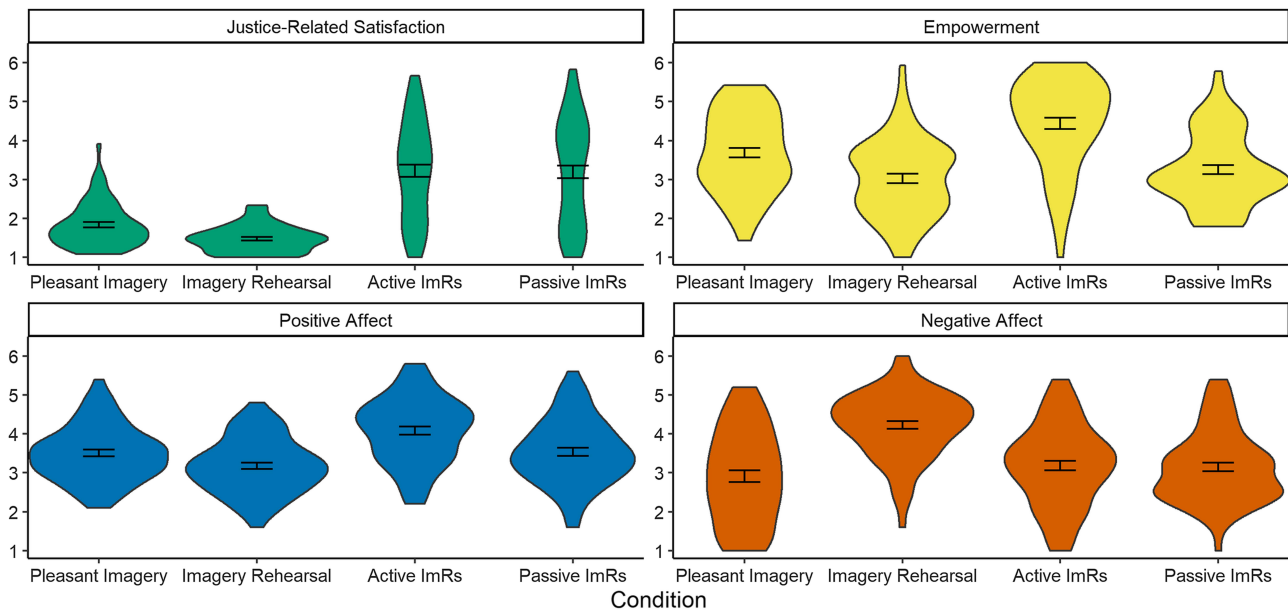 Justice-Related Satisfaction
6
5
4
3
2
1
Pleasant Imagery Imagery Rehearsal Active ImRs Passive ImRs
Empowerment
6
5
4
3
2
1
Pleasant Imagery Imagery Rehearsal Active ImRs Passive ImRs
Positive Affect
6
5
4
3
2
1
Pleasant Imagery Imagery Rehearsal Active ImRs Passive ImRs
Negative Affect
6
5
4
3
2
1
Pleasant Imagery Imagery Rehearsal Active ImRs Passive ImRs
Condition